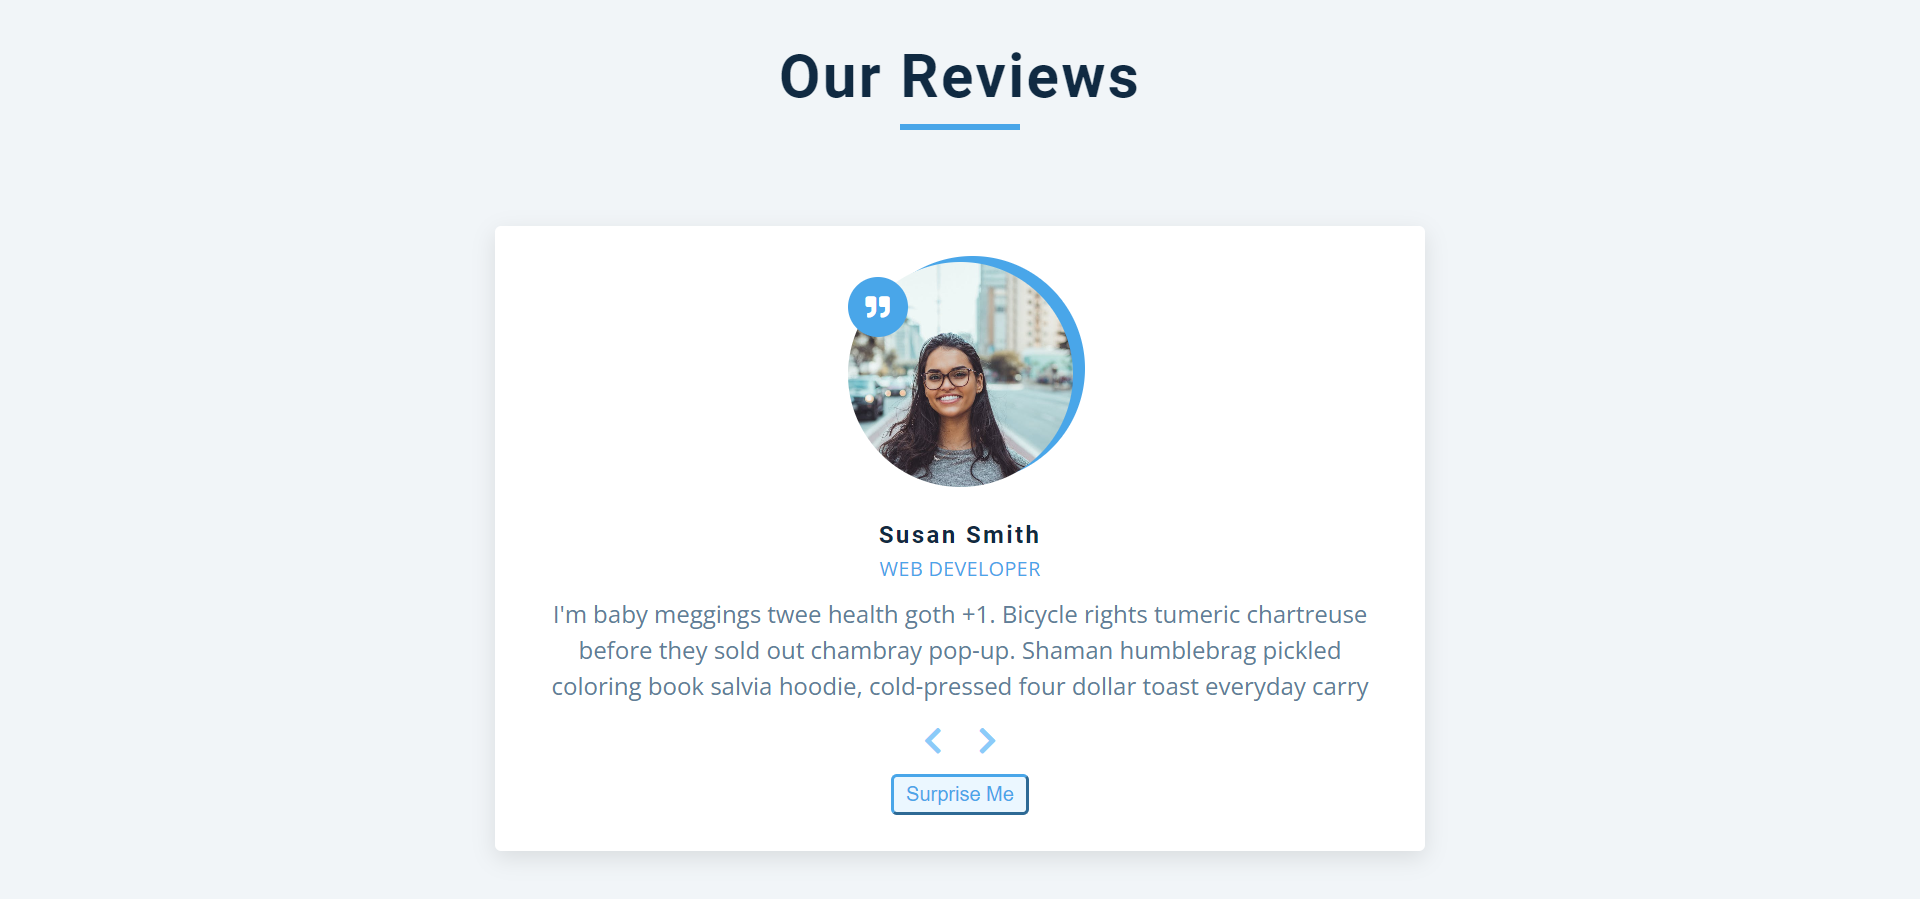 Our Reviews
Susan Smith
WEB DEVELOPER
I'm baby meggings twee health goth +1. Bicycle rights tumeric chartreuse
before they sold out chambray pop-up. Shaman humblebrag pickled
coloring book salvia hoodie, cold-pressed four dollar toast everyday carry
Surprise Me